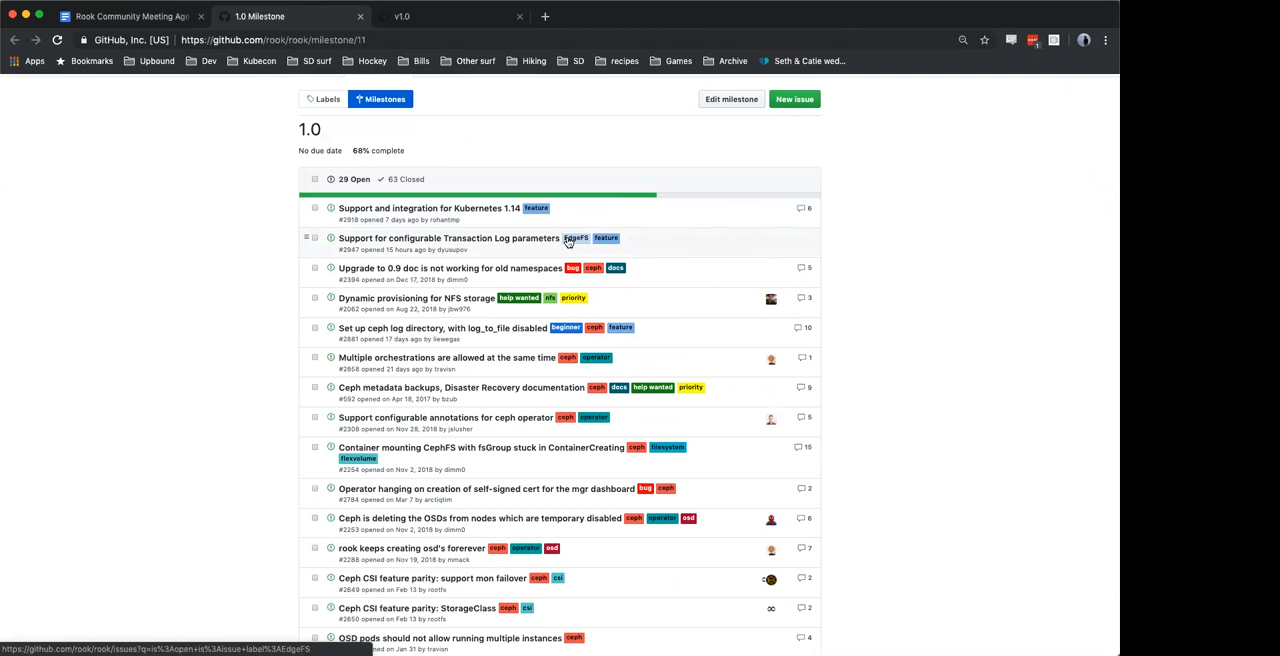 Rook Community Meeting Age
1.0 Milestone
v1.0
GitHub, Inc. [US] | https://github.com/rook/rook/milestone/11
Apps Bookmarks Upbound Dev Kubecon SD surf Hockey Bills Other surf Hiking SD recipes Games Archive Seth & Catie wed...
Labels Milestones Edit milestone New issue
1.0
No due date 68% complete
29 Open 63 Closed
Support and integration for Kubernetes 1.14 feature 6
#2918 opened 7 days ago by rohantmp
Support for configurable Transaction Log parameters EdgeFS feature
#2947 opened 15 hours ago by dyusupov
Upgrade to 0.9 doc is not working for old namespaces bug ceph docs 5
#2394 opened on Dec 17, 2018 by dimm0
Dynamic provisioning for NFS storage help wanted nfs priority 3
#2062 opened on Aug 22, 2018 by jbw976
Set up ceph log directory, with log_to_file disabled beginner ceph feature 10
#2881 opened 17 days ago by liewegas
Multiple orchestrations are allowed at the same time ceph operator 1
#2858 opened 21 days ago by travisn
Ceph metadata backups, Disaster Recovery documentation ceph docs help wanted priority 9
#592 opened on Apr 18, 2017 by bzub
Support configurable annotations for ceph operator ceph operator 5
#2308 opened on Nov 28, 2018 by jslusher
Container mounting CephFS with fsGroup stuck in ContainerCreating ceph filesystem 15
flexvolume
#2254 opened on Nov 2, 2018 by dimm0
Operator hanging on creation of self-signed cert for the mgr dashboard bug ceph 2
#2784 opened on Mar 7 by arctiqtim
Ceph is deleting the OSDs from nodes which are temporary disabled ceph operator osd 6
#2253 opened on Nov 2, 2018 by dimm0
rook keeps creating osd's forerever ceph operator osd 7
#2288 opened on Nov 19, 2018 by mmack
Ceph CSI feature parity: support mon failover ceph csi 2
#2649 opened on Feb 13 by rootfs
Ceph CSI feature parity: StorageClass ceph csi 2
#2650 opened on Feb 13 by rootfs
OSD pods should not allow running multiple instances ceph 4
on Jan 31 by travisn
https://github.com/rook/rook/issues?q=is%3Aopen+is%3Aissue+label%3AEdgeFS